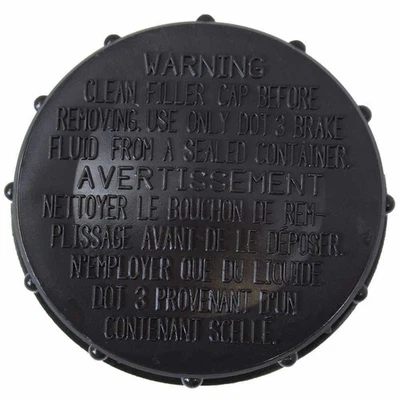 WARNING
CLEAN FILLER CAP BEFORE
REMOVING. USE ONLY DOT 3 BRAKE
FLUID FROM A SEALED CONTAINER.
AVERTISSEMENT
NETTOYER LE BOUCHON DE REM-
PLISSAGE AVANT DE LE DÉPOSER.
N'EMPLOYER QUE DU LIQUIDE
DOT 3 PROVENANT D'UN
CONTENANT SCELLÉ.